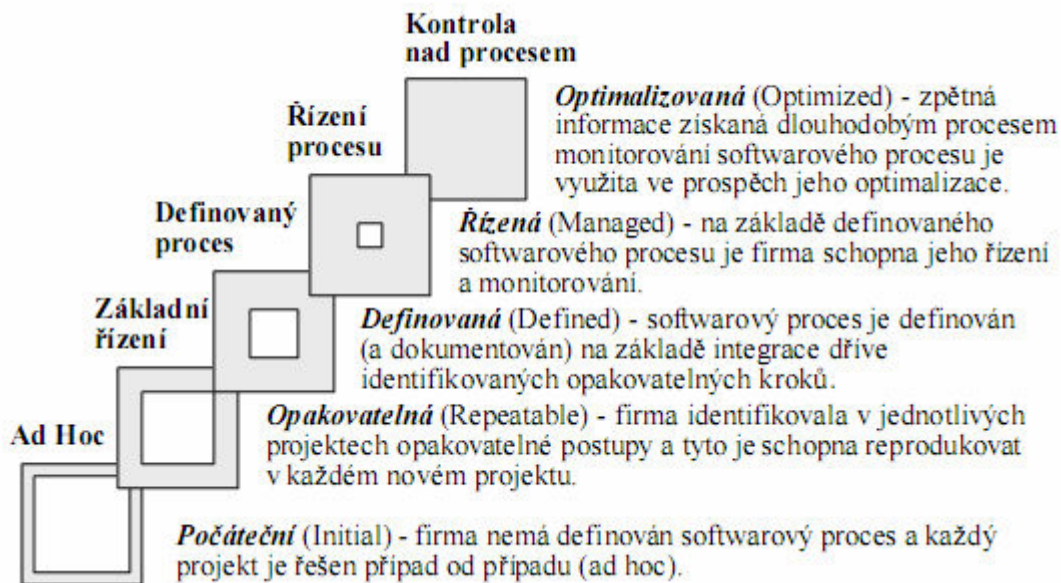 Kontrola
nad procesem
Optimalizovaná (Optimized) - zpětná
informace získaná dlouhodobým procesem
monitorování softwarového procesu je
využita ve prospěch jeho optimalizace.
Řízení
procesu
Řízená (Managed) - na základě definovaného
softwarového procesu je firma schopna jeho řízení
a monitorování.
Definovaný
proces
Definovaná (Defined) - softwarový proces je definován
(a dokumentován) na základě integrace dříve
identifikovaných opakovatelných kroků.
Základní
řízení
Opakovatelná (Repeatable) - firma identifikovala v jednotlivých
projektech opakovatelné postupy a tyto je schopna reprodukovat
v každém novém projektu.
Ad Hoc
Počáteční (Initial) - firma nemá definován softwarový proces a každý
projekt je řešen případ od případu (ad hoc).